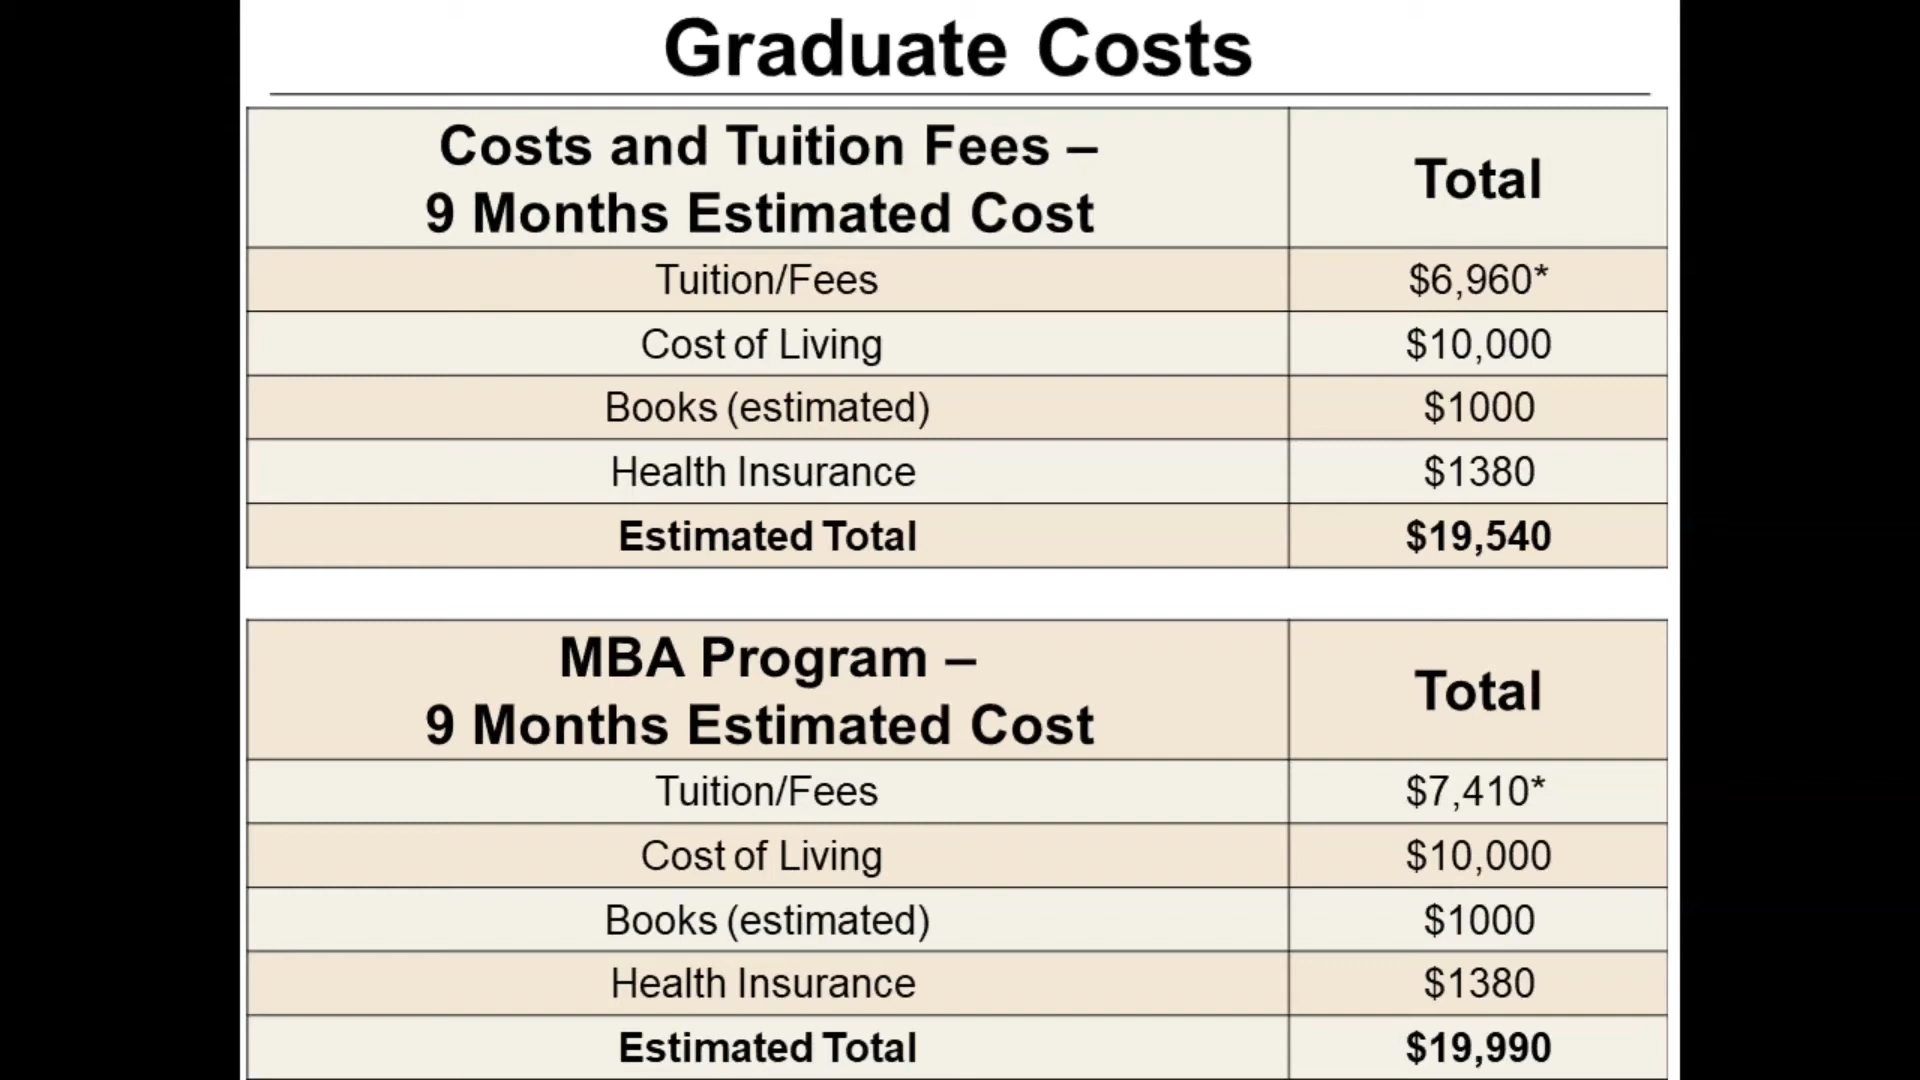 Graduate Costs
Costs and Tuition Fees –
9 Months Estimated Cost
Total
Tuition/Fees
$6,960*
Cost of Living
$10,000
Books (estimated)
$1000
Health Insurance
$1380
Estimated Total
$19,540
MBA Program –
9 Months Estimated Cost
Total
Tuition/Fees
$7,410*
Cost of Living
$10,000
Books (estimated)
$1000
Health Insurance
$1380
Estimated Total
$19,990